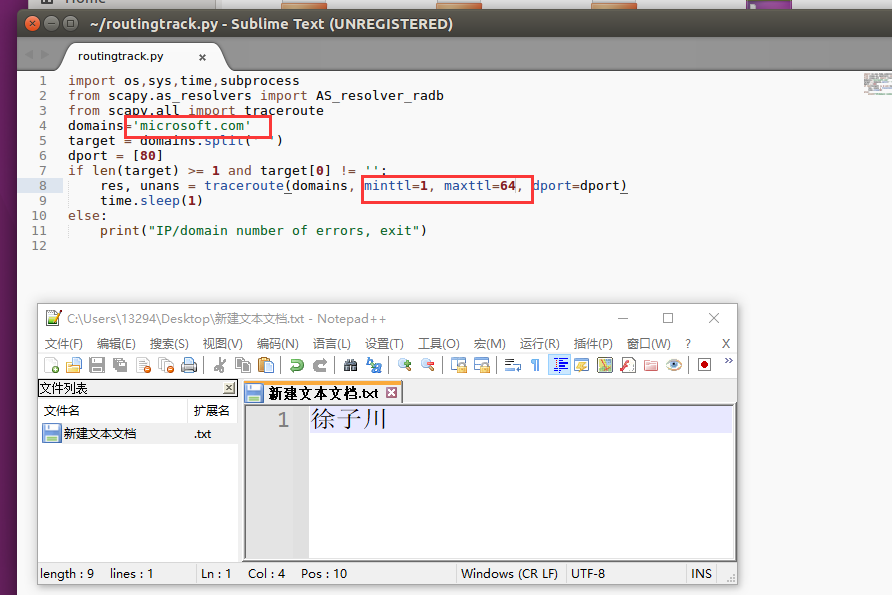 Home
~/routingtrack.py - Sublime Text (UNREGISTERED)
routingtrack.py
1 import os,sys,time,subprocess
2 from scapy.as_resolvers import AS_resolver_radb
3 from scapy.all import traceroute
4 domains='microsoft.com'
5 target = domains.split(' ')
6 dport = [80]
7 if len(target) >= 1 and target[0] != '':
8 res, unans = traceroute(domains, minttl=1, maxttl=64, dport=dport)
9 time.sleep(1)
10 else:
11 print("IP/domain number of errors, exit")
12
C:\Users\13294\Desktop\新建文本文档.txt - Notepad++
文件(F) 编辑(E) 搜索(S) 视图(V) 编码(N) 语言(L) 设置(T) 工具(O) 宏(M) 运行(R) 插件(P) 窗口(W) ? X
文件列表
新建文本文档.txt
文件名 扩展名
新建文本文档 .txt
1 徐子川
length : 9 lines : 1 Ln : 1 Col : 4 Pos : 10 Windows (CR LF) UTF-8 INS